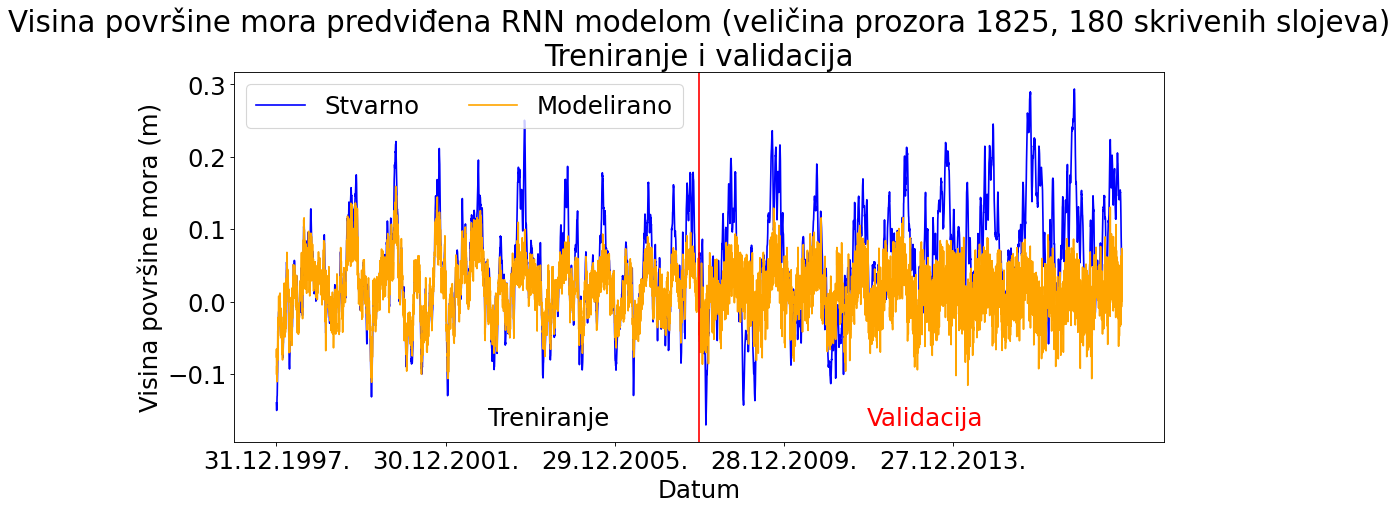 Visina površine mora predviđena RNN modelom (veličina prozora 1825, 180 skrivenih slojeva)
Treniranje i validacija
Stvarno
Modelirano
Visina površine mora (m)
0.3
0.2
0.1
0.0
−0.1
Treniranje
Validacija
31.12.1997.
30.12.2001.
29.12.2005.
28.12.2009.
27.12.2013.
Datum